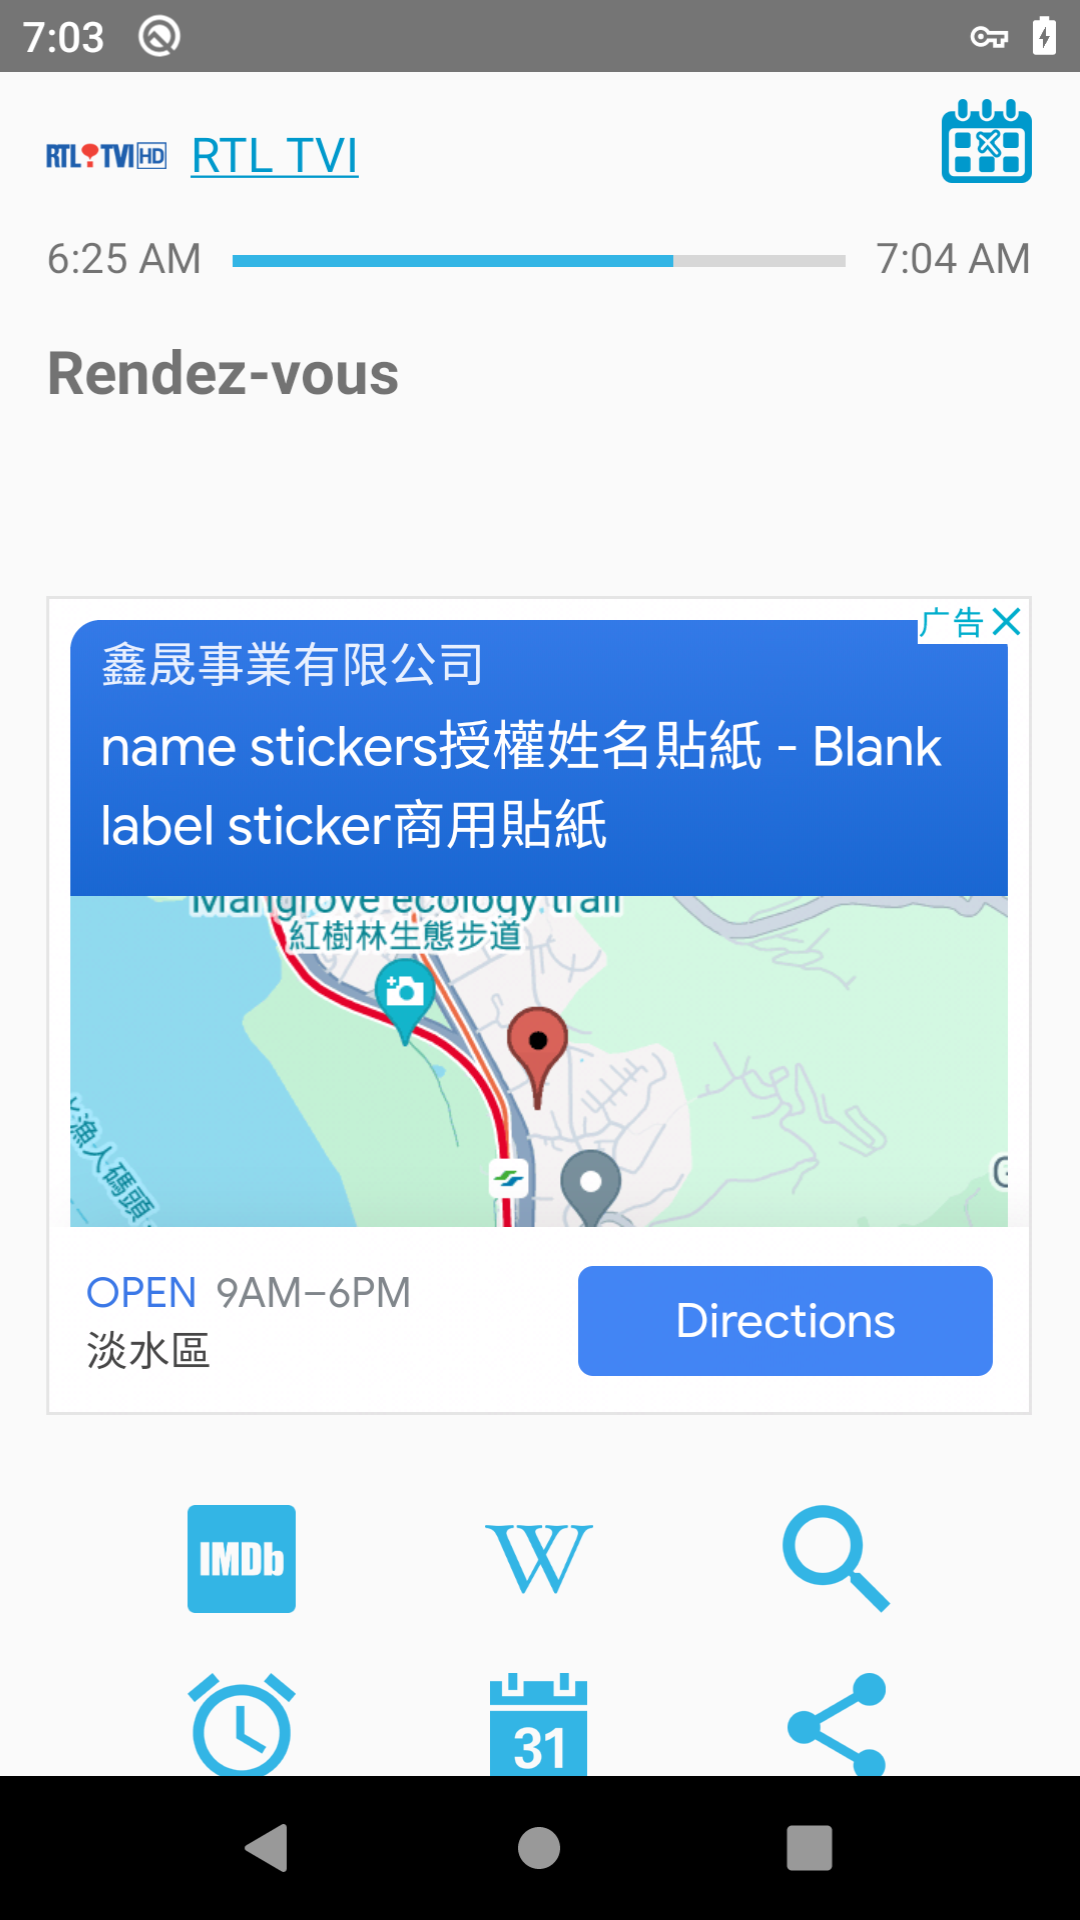 7:03
RTL TVI HD RTL TVI
6:25 AM 7:04 AM
Rendez-vous
广告
鑫晟事業有限公司
name stickers授權姓名貼紙 - Blank
label sticker商用貼紙
Mangrove ecology trail
紅樹林生態步道
漁人碼頭
G
OPEN 9AM–6PM
淡水區
Directions
IMDb W
31